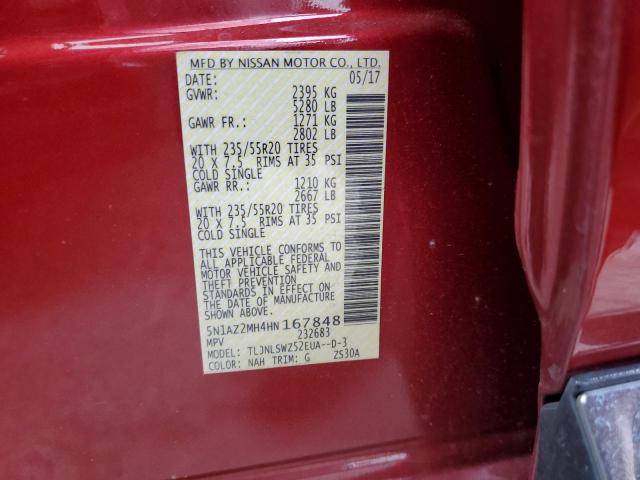 MFD BY NISSAN MOTOR CO., LTD.
DATE: 05/17
GVWR: 2395 KG
5280 LB
GAWR FR.: 1271 KG
2802 LB
WITH 235/55R20 TIRES
20 X 7.5 RIMS AT 35 PSI
COLD SINGLE
GAWR RR.: 1210 KG
2667 LB
WITH 235/55R20 TIRES
20 X 7.5 RIMS AT 35 PSI
COLD SINGLE
THIS VEHICLE CONFORMS TO
ALL APPLICABLE FEDERAL
MOTOR VEHICLE SAFETY AND
THEFT PREVENTION
STANDARDS IN EFFECT ON
THE DATE OF MANUFACTURE
SHOWN ABOVE.
5N1AZ2MH4HN167848
MPV 232683
MODEL: TLJNLSWZ52EUA--D-3
COLOR: NAH TRIM: G ZS30A